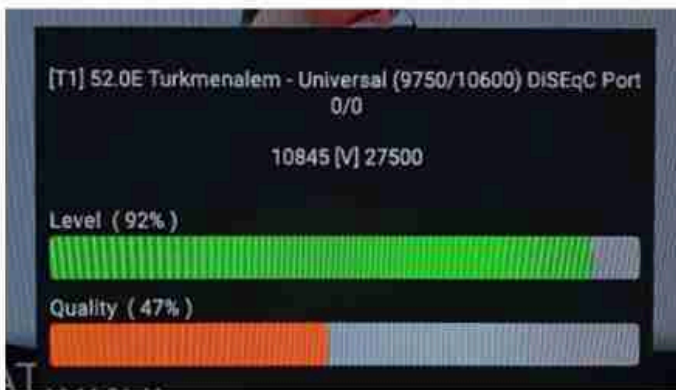 [T1] 52.0E Turkmenalem - Universal (9750/10600) DiSEqC Port
0/0
10845 [V] 27500
Level ( 92% )
Quality ( 47% )